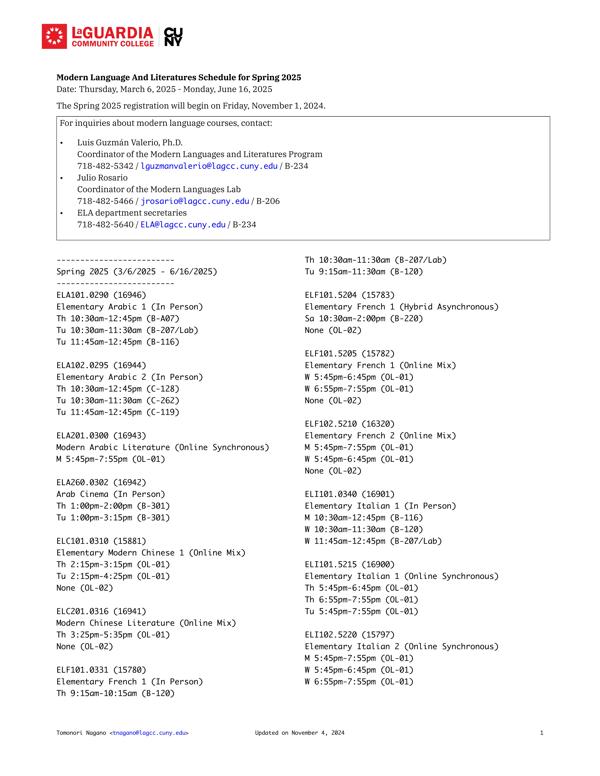 LAGUARDIA
COMMUNITY COLLEGE
CU
NY
Modern Language And Literatures Schedule for Spring 2025
Date: Thursday, March 6, 2025 - Monday, June 16, 2025
The Spring 2025 registration will begin on Friday, November 1, 2024.
For inquiries about modern language courses, contact:
• Luis Guzmán Valerio, Ph.D.
Coordinator of the Modern Languages and Literatures Program
718-482-5342 / lguzmanvalerio@lagcc.cuny.edu / B-234
• Julio Rosario
Coordinator of the Modern Languages Lab
718-482-5466 / jrosario@lagcc.cuny.edu / B-206
• ELA department secretaries
718-482-5640 / ELA@lagcc.cuny.edu / B-234
-------------------------
Spring 2025 (3/6/2025 - 6/16/2025)
-------------------------
ELA101.0290 (16946)
Elementary Arabic 1 (In Person)
Th 10:30am-12:45pm (B-A07)
Tu 10:30am-11:30am (B-207/Lab)
Tu 11:45am-12:45pm (B-116)
ELA102.0295 (16944)
Elementary Arabic 2 (In Person)
Th 10:30am-12:45pm (C-128)
Tu 10:30am-11:30am (C-262)
Tu 11:45am-12:45pm (C-119)
ELA201.0300 (16943)
Modern Arabic Literature (Online Synchronous)
M 5:45pm-7:55pm (OL-01)
ELA260.0302 (16942)
Arab Cinema (In Person)
Th 1:00pm-2:00pm (B-301)
Tu 1:00pm-3:15pm (B-301)
ELC101.0310 (15881)
Elementary Modern Chinese 1 (Online Mix)
Th 2:15pm-3:15pm (OL-01)
Tu 2:15pm-4:25pm (OL-01)
None (OL-02)
ELC201.0316 (16941)
Modern Chinese Literature (Online Mix)
Th 3:25pm-5:35pm (OL-01)
None (OL-02)
ELF101.0331 (15780)
Elementary French 1 (In Person)
Th 9:15am-10:15am (B-120)
Th 10:30am-11:30am (B-207/Lab)
Tu 9:15am-11:30am (B-120)
ELF101.5204 (15783)
Elementary French 1 (Hybrid Asynchronous)
Sa 10:30am-2:00pm (B-220)
None (OL-02)
ELF101.5205 (15782)
Elementary French 1 (Online Mix)
W 5:45pm-6:45pm (OL-01)
W 6:55pm-7:55pm (OL-01)
None (OL-02)
ELF102.5210 (16320)
Elementary French 2 (Online Mix)
M 5:45pm-7:55pm (OL-01)
W 5:45pm-6:45pm (OL-01)
None (OL-02)
ELI101.0340 (16901)
Elementary Italian 1 (In Person)
M 10:30am-12:45pm (B-116)
W 10:30am-11:30am (B-120)
W 11:45am-12:45pm (B-207/Lab)
ELI101.5215 (16900)
Elementary Italian 1 (Online Synchronous)
Th 5:45pm-6:45pm (OL-01)
Th 6:55pm-7:55pm (OL-01)
Tu 5:45pm-7:55pm (OL-01)
ELI102.5220 (15797)
Elementary Italian 2 (Online Synchronous)
M 5:45pm-7:55pm (OL-01)
W 5:45pm-6:45pm (OL-01)
W 6:55pm-7:55pm (OL-01)
Tomonori Nagano <tnagano@lagcc.cuny.edu> Updated on November 4, 2024 1